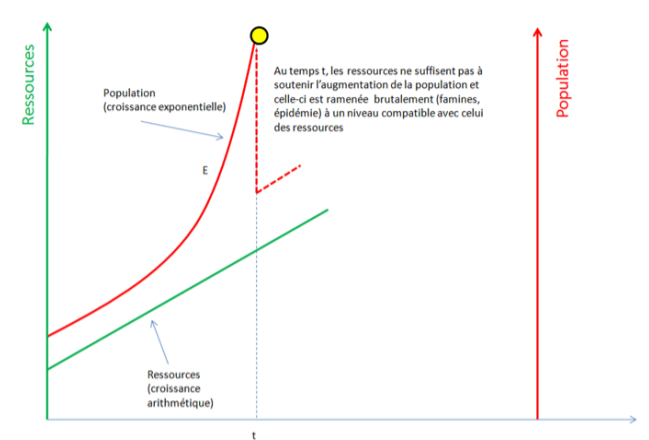 Ressources
Population
(croissance exponentielle)
Au temps t, les ressources ne suffisent pas à
soutenir l'augmentation de la population et
celle-ci est ramenée  brutalement (famines,
épidémie) à un niveau compatible avec celui
des ressources
Population
E
Ressources
(croissance
arithmétique)
t